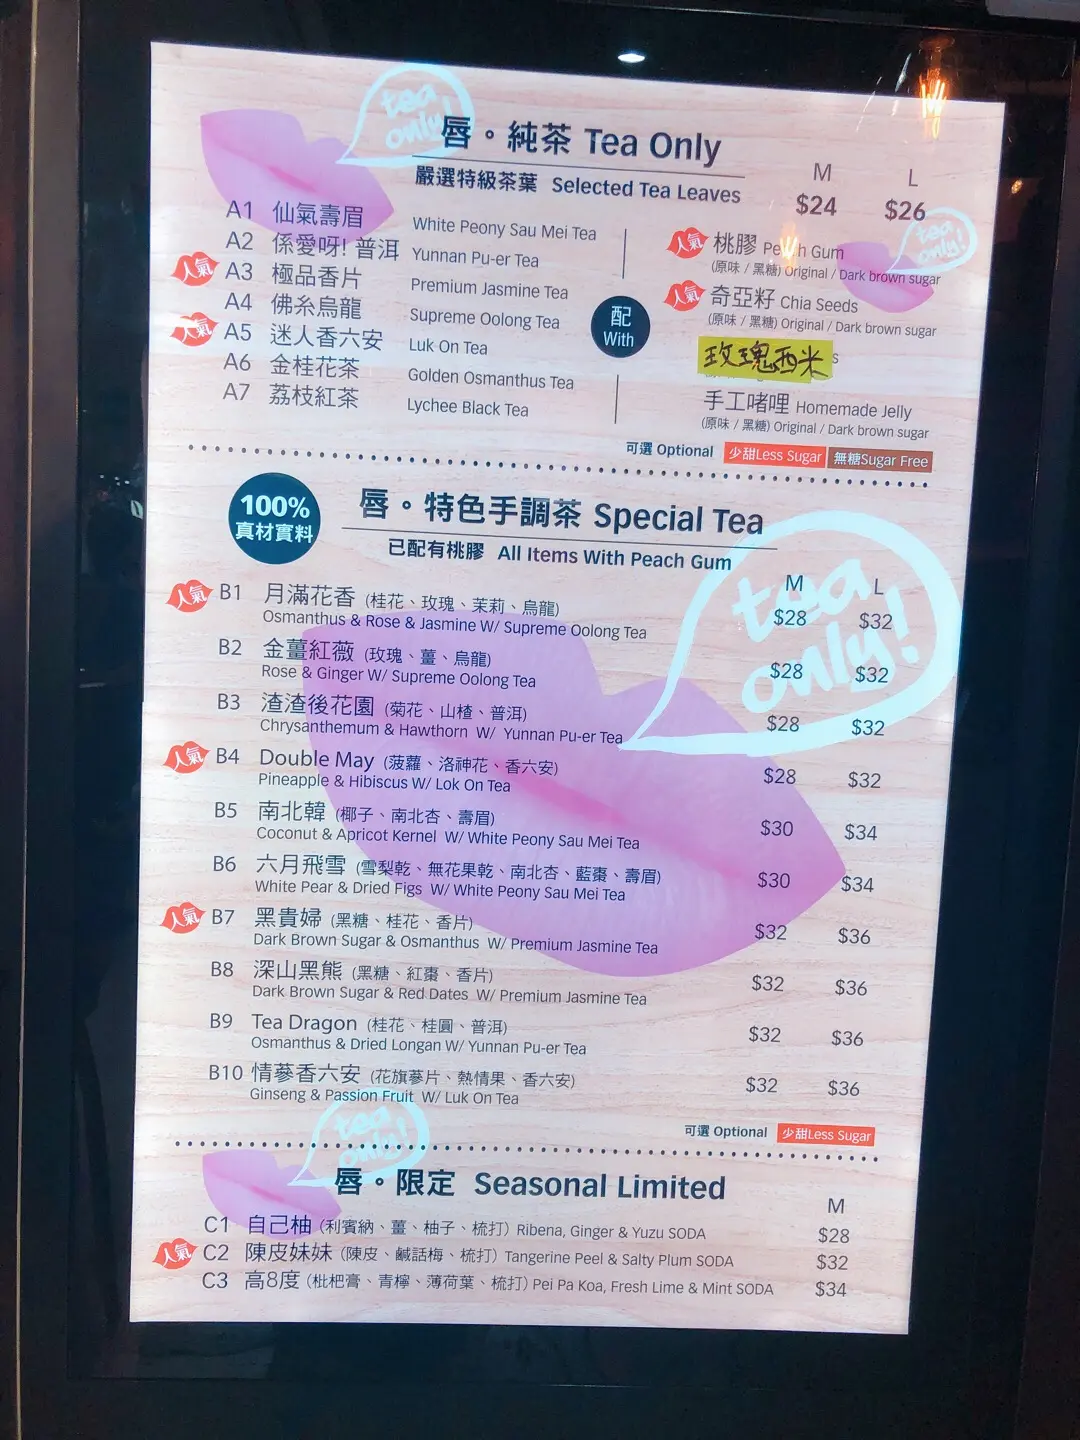 tea only!
唇。純茶 Tea Only
嚴選特級茶葉 Selected Tea Leaves
M L
$24 $26
A1 仙氣壽眉 White Peony Sau Mei Tea
A2 係愛呀! 普洱 Yunnan Pu-er Tea
人氣 A3 極品香片 Premium Jasmine Tea
A4 佛系烏龍 Supreme Oolong Tea
人氣 A5 迷人香六安 Luk On Tea
A6 金桂花茶 Golden Osmanthus Tea
A7 荔枝紅茶 Lychee Black Tea
配
With
tea only!
人氣 桃膠 Peach Gum
(原味 / 黑糖) Original / Dark brown sugar
人氣 奇亞籽 Chia Seeds
(原味 / 黑糖) Original / Dark brown sugar
玫瑰西米
手工啫哩 Homemade Jelly
(原味 / 黑糖) Original / Dark brown sugar
可選 Optional 少甜Less Sugar 無糖Sugar Free
100%
真材實料
唇。特色手調茶 Special Tea
已配有桃膠 All Items With Peach Gum
tea
only!
M L
人氣 B1 月滿花香 (桂花、玫瑰、茉莉、烏龍) $28 $32
Osmanthus & Rose & Jasmine W/ Supreme Oolong Tea
B2 金薑紅薇 (玫瑰、薑、烏龍) $28 $32
Rose & Ginger W/ Supreme Oolong Tea
B3 渣渣後花園 (菊花、山楂、普洱) $28 $32
Chrysanthemum & Hawthorn W/ Yunnan Pu-er Tea
人氣 B4 Double May (菠蘿、洛神花、香六安) $28 $32
Pineapple & Hibiscus W/ Lok On Tea
B5 南北韓 (椰子、南北杏、壽眉) $30 $34
Coconut & Apricot Kernel W/ White Peony Sau Mei Tea
B6 六月飛雪 (雪梨乾、無花果乾、南北杏、藍棗、壽眉) $30 $34
White Pear & Dried Figs W/ White Peony Sau Mei Tea
人氣 B7 黑貴婦 (黑糖、桂花、香片) $32 $36
Dark Brown Sugar & Osmanthus W/ Premium Jasmine Tea
B8 深山黑熊 (黑糖、紅棗、香片) $32 $36
Dark Brown Sugar & Red Dates W/ Premium Jasmine Tea
B9 Tea Dragon (桂花、桂圓、普洱) $32 $36
Osmanthus & Dried Longan W/ Yunnan Pu-er Tea
B10 情蔘香六安 (花旗蔘片、熱情果、香六安) $32 $36
Ginseng & Passion Fruit W/ Luk On Tea
可選 Optional 少甜Less Sugar
tea only!
唇。限定 Seasonal Limited
M
C1 自己柚 (利賓納、薑、柚子、梳打) Ribena, Ginger & Yuzu SODA $28
人氣 C2 陳皮妹妹 (陳皮、鹹話梅、梳打) Tangerine Peel & Salty Plum SODA $32
C3 高8度 (枇杷膏、青檸、薄荷葉、梳打) Pei Pa Koa, Fresh Lime & Mint SODA $34